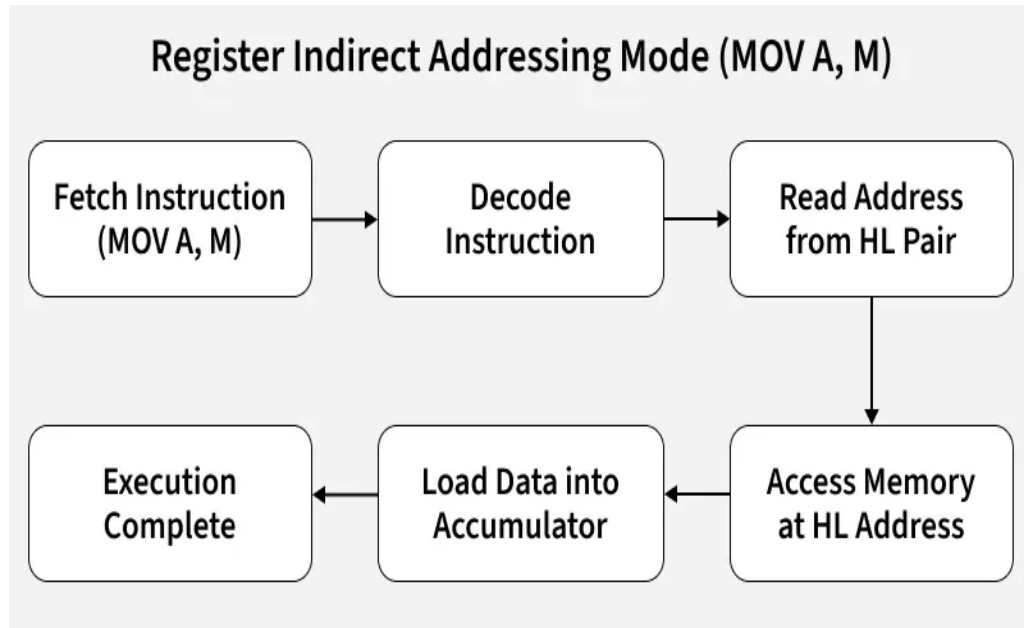 Register Indirect Addressing Mode (MOV A, M)
Fetch Instruction
(MOV A, M)
Decode
Instruction
Read Address
from HL Pair
Access Memory
at HL Address
Load Data into
Accumulator
Execution
Complete